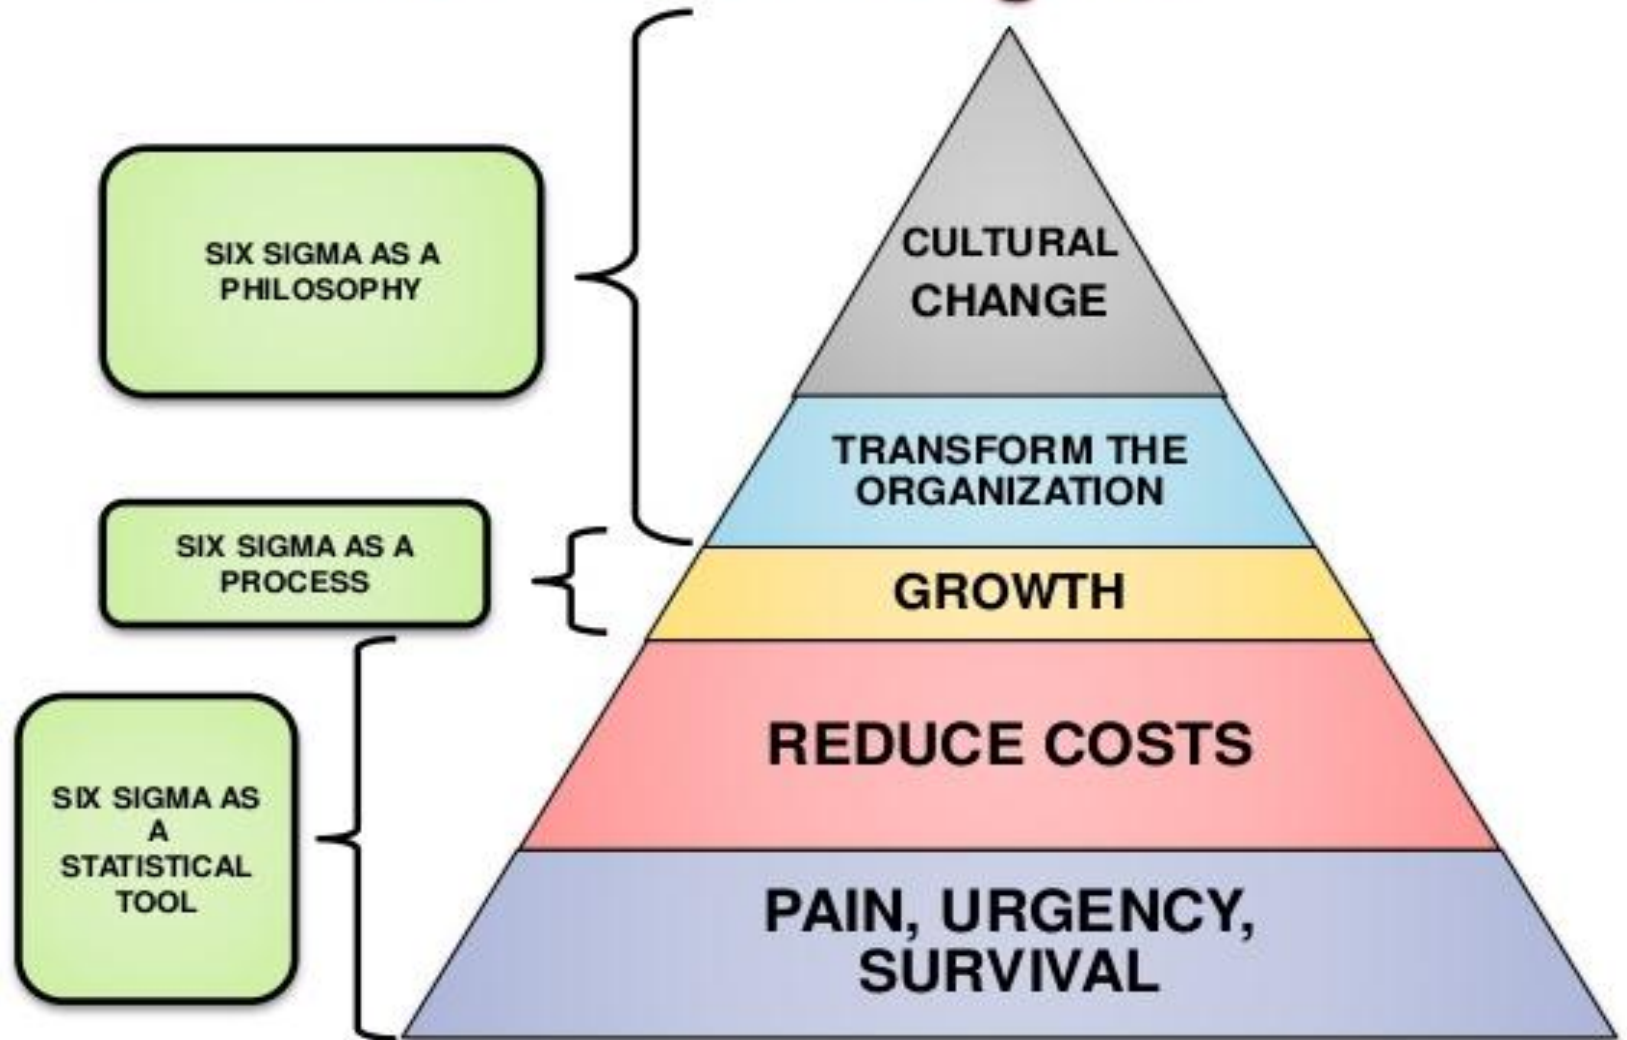 SIX SIGMA AS A
PHILOSOPHY
CULTURAL
CHANGE
TRANSFORM THE
ORGANIZATION
SIX SIGMA AS A
PROCESS
GROWTH
REDUCE COSTS
SIX SIGMA AS
A
STATISTICAL
TOOL
PAIN, URGENCY,
SURVIVAL